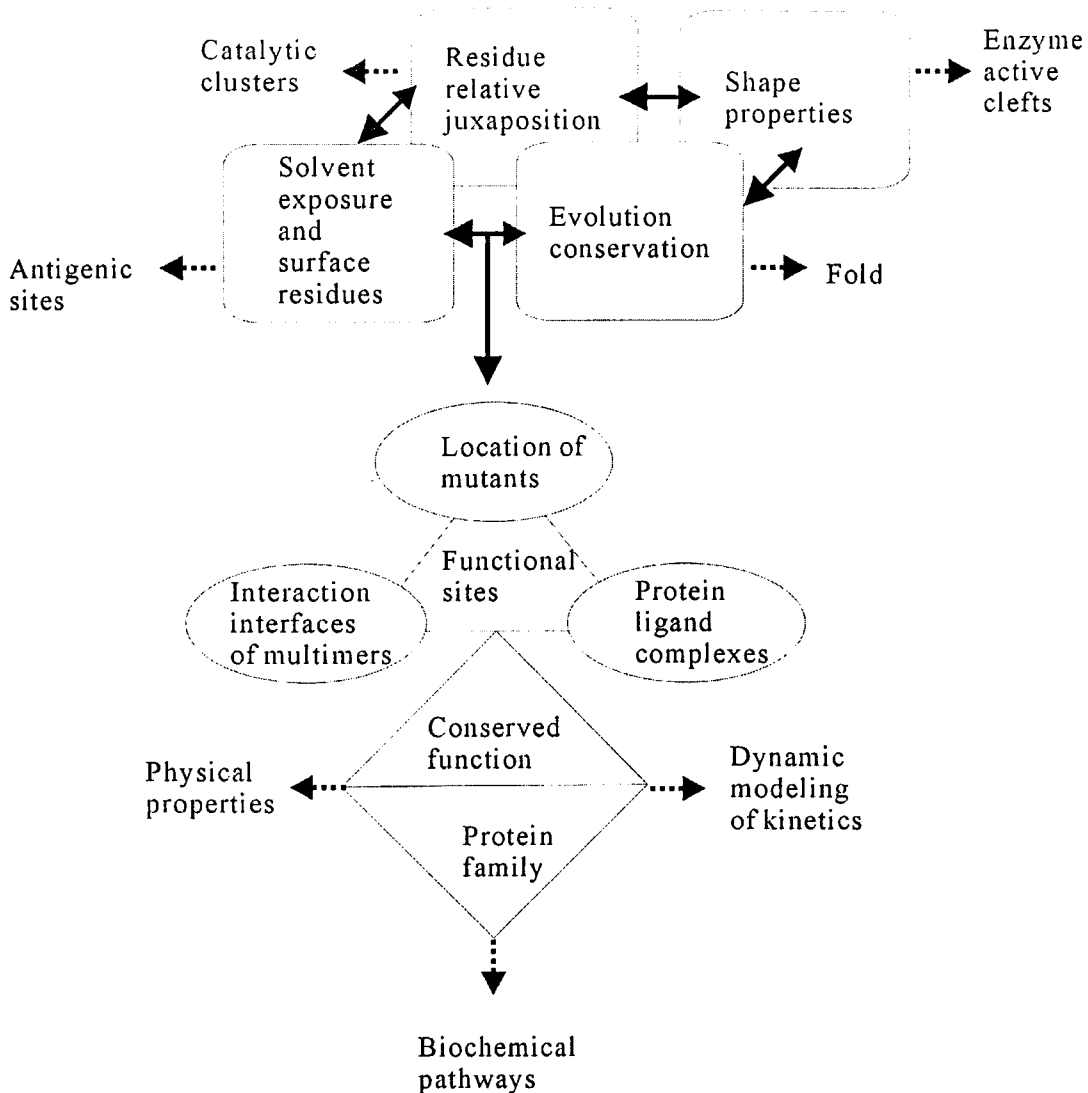 Catalytic
clusters
Residue
relative
juxaposition
Shape
properties
Enzyme
active
clefts
Solvent
exposure
and
surface
residues
Evolution
conservation
Antigenic
sites
Fold
Location of
mutants
Functional
sites
Interaction
interfaces
of multimers
Protein
ligand
complexes
Conserved
function
Physical
properties
Dynamic
modeling
of kinetics
Protein
family
Biochemical
pathways